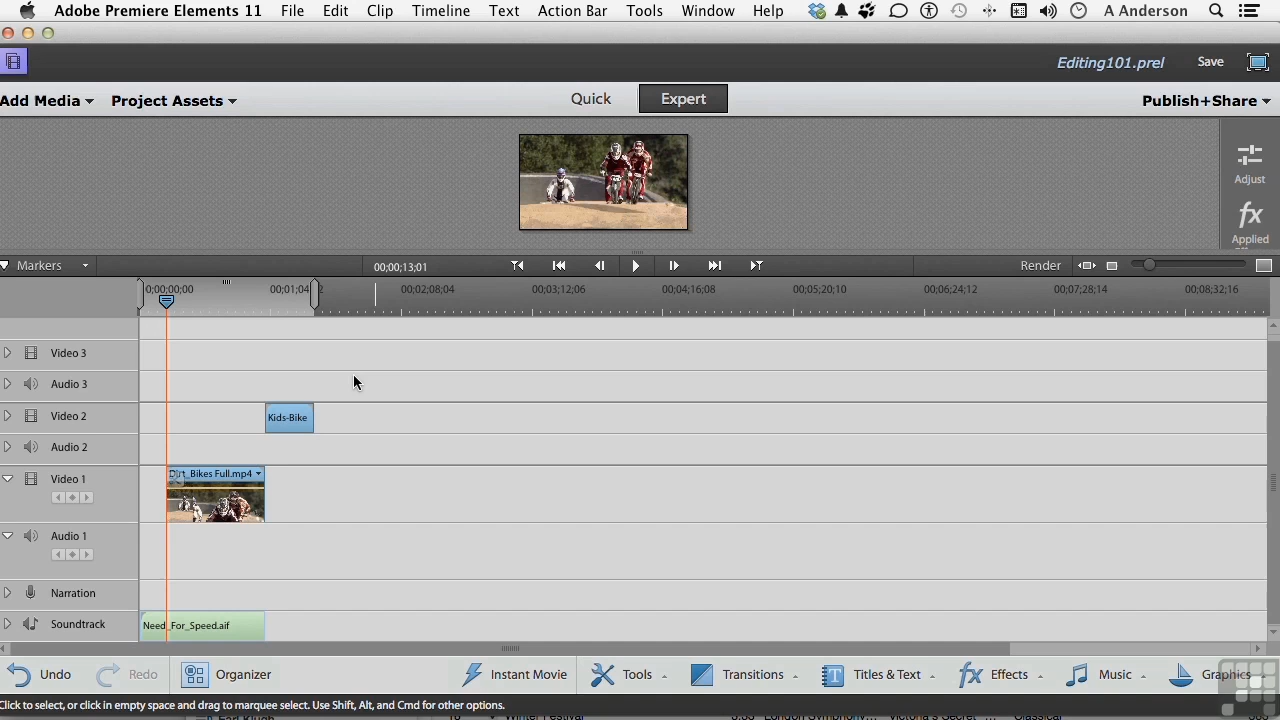 Adobe Premiere Elements 11 File Edit Clip Timeline Text Action Bar Tools Window Help A Anderson
Editing101.prel Save
Add Media Project Assets Quick Expert Publish+Share
Adjust
fx
Applied
Markers 00;00;13;01 Render
0;00;00;00 00;01;04 2 00;02;08;04 00;03;12;06 00;04;16;08 00;05;20;10 00;06;24;12 00;07;28;14 00;08;32;16
Video 3
Audio 3
Video 2 Kids-Bike
Audio 2
Video 1 Dirt_Bikes Full.mp4
Audio 1
Narration
Soundtrack Need_For_Speed.aif
Undo Redo Organizer Instant Movie Tools Transitions T Titles & Text fx Effects Music Graphics
Click to select, or click in empty space and drag to marquee select. Use Shift, Alt, and Cmd for other options.